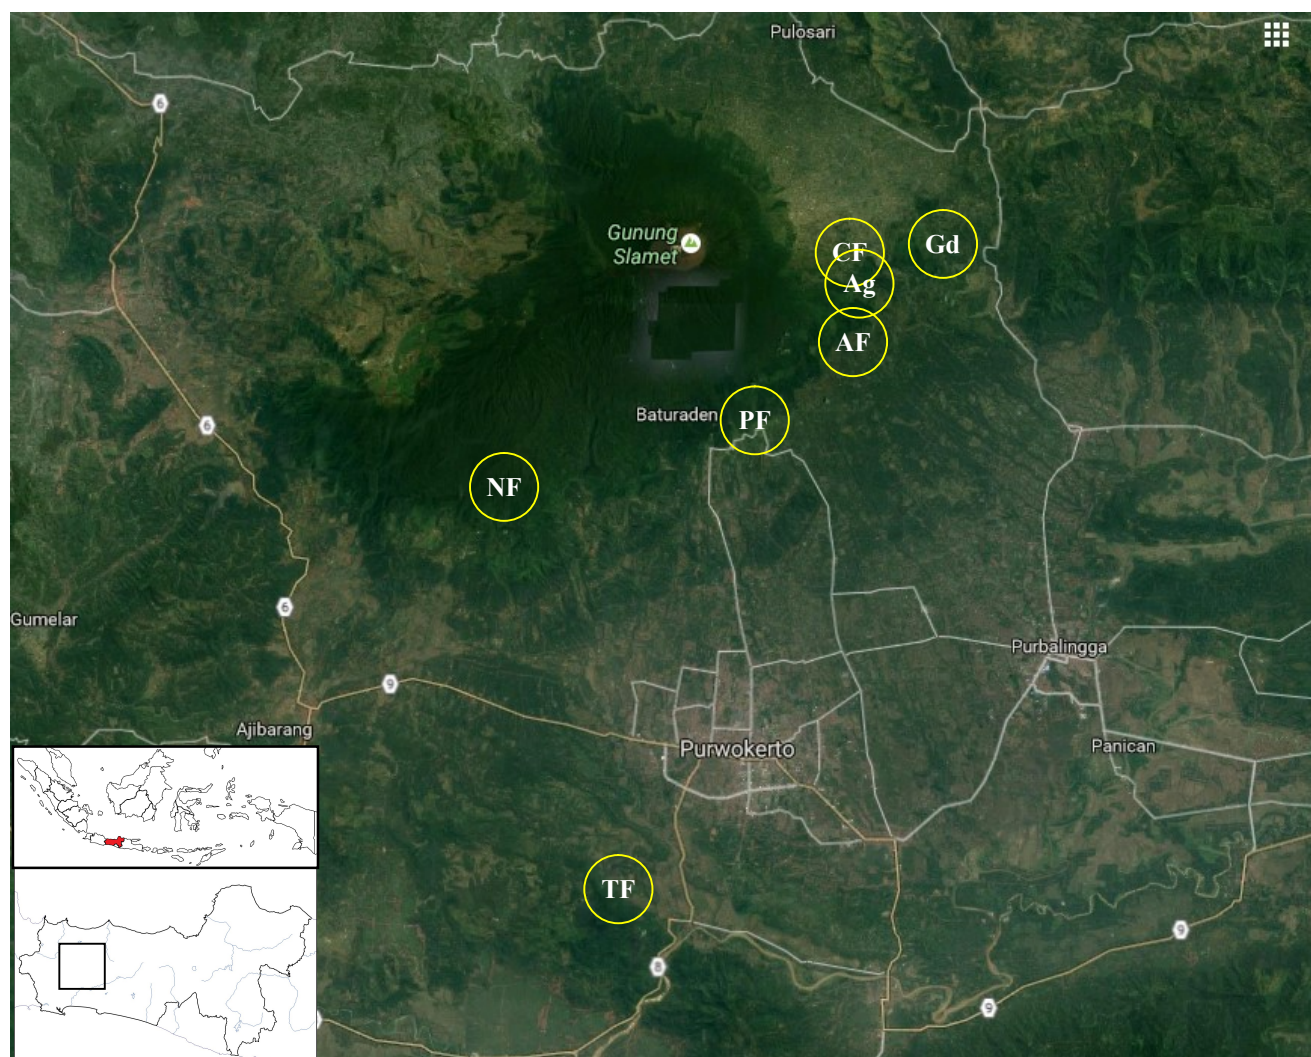 Pulosari
6
Gunung
Slamet
CF
Gd
Ag
AF
Baturaden
PF
6
NF
6
Gumelar
Purbalingga
9
Ajibarang
Purwokerto
Panican
TF
9
8
9